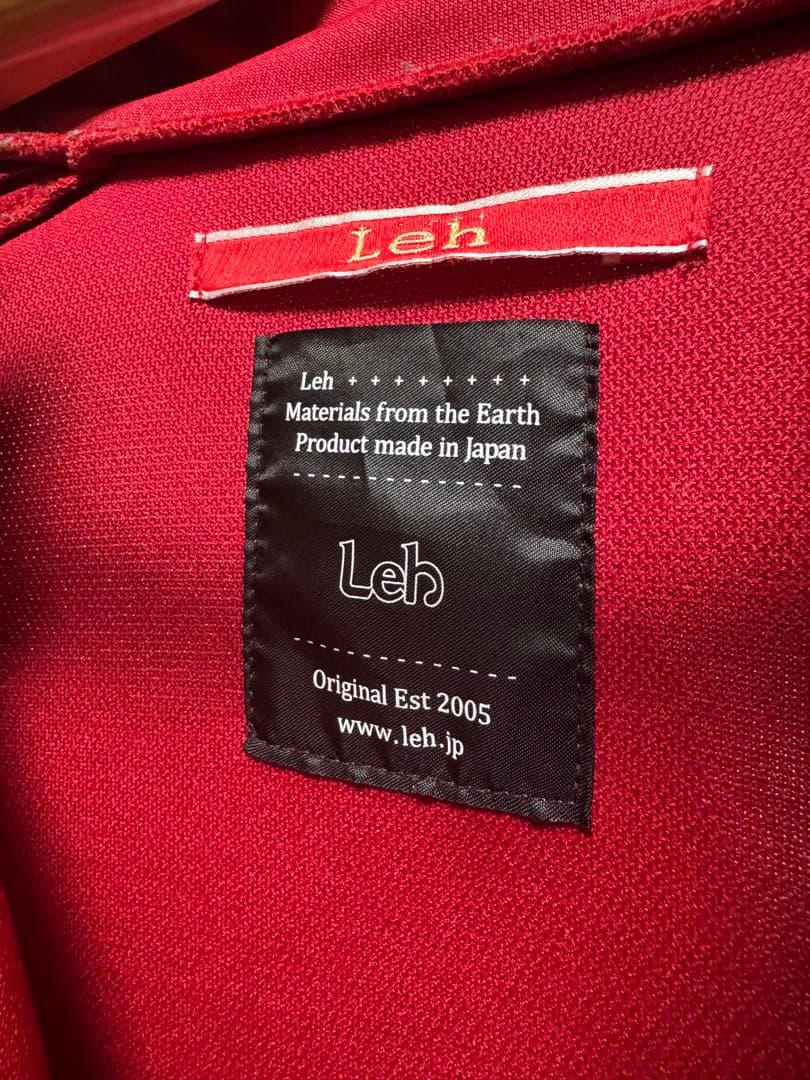 Leh
Leh + + + + + + + +
Materials from the Earth
Product made in Japan
Leh
Original Est 2005
www.leh.jp